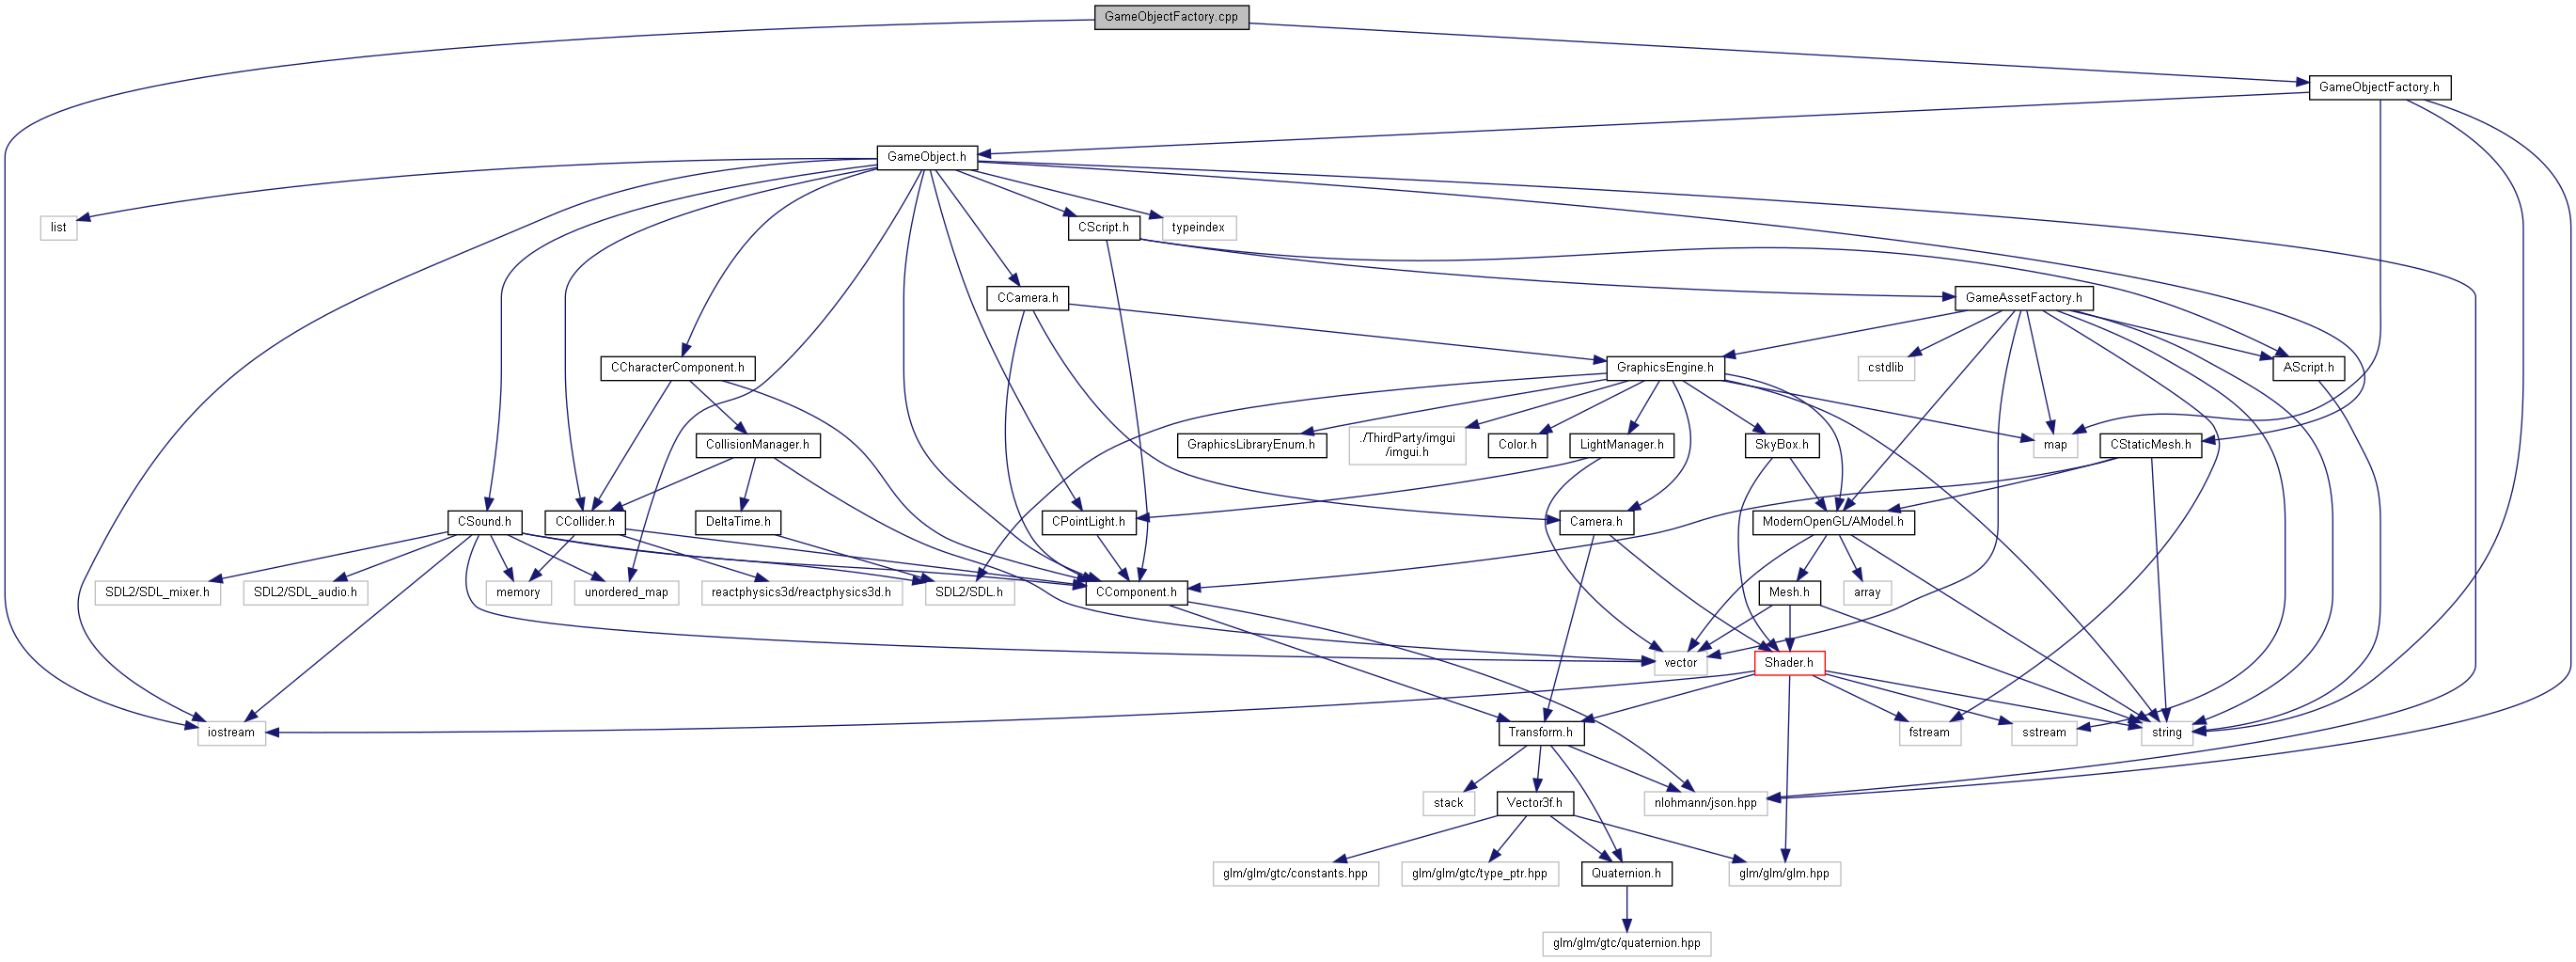 GameObjectFactory.cpp
GameObjectFactory.h
GameObject.h
list
CScript.h
typeindex
CCamera.h
GameAssetFactory.h
CCharacterComponent.h
GraphicsEngine.h
cstdlib
AScript.h
CollisionManager.h
GraphicsLibraryEnum.h
./ThirdParty/imgui
/imgui.h
Color.h
LightManager.h
SkyBox.h
map
CStaticMesh.h
CSound.h
CCollider.h
DeltaTime.h
CPointLight.h
Camera.h
ModernOpenGL/AModel.h
SDL2/SDL_mixer.h
SDL2/SDL_audio.h
memory
unordered_map
reactphysics3d/reactphysics3d.h
SDL2/SDL.h
CComponent.h
Mesh.h
array
vector
Shader.h
iostream
Transform.h
fstream
sstream
string
stack
Vector3f.h
nlohmann/json.hpp
glm/glm/gtc/constants.hpp
glm/glm/gtc/type_ptr.hpp
Quaternion.h
glm/glm/glm.hpp
glm/glm/gtc/quaternion.hpp